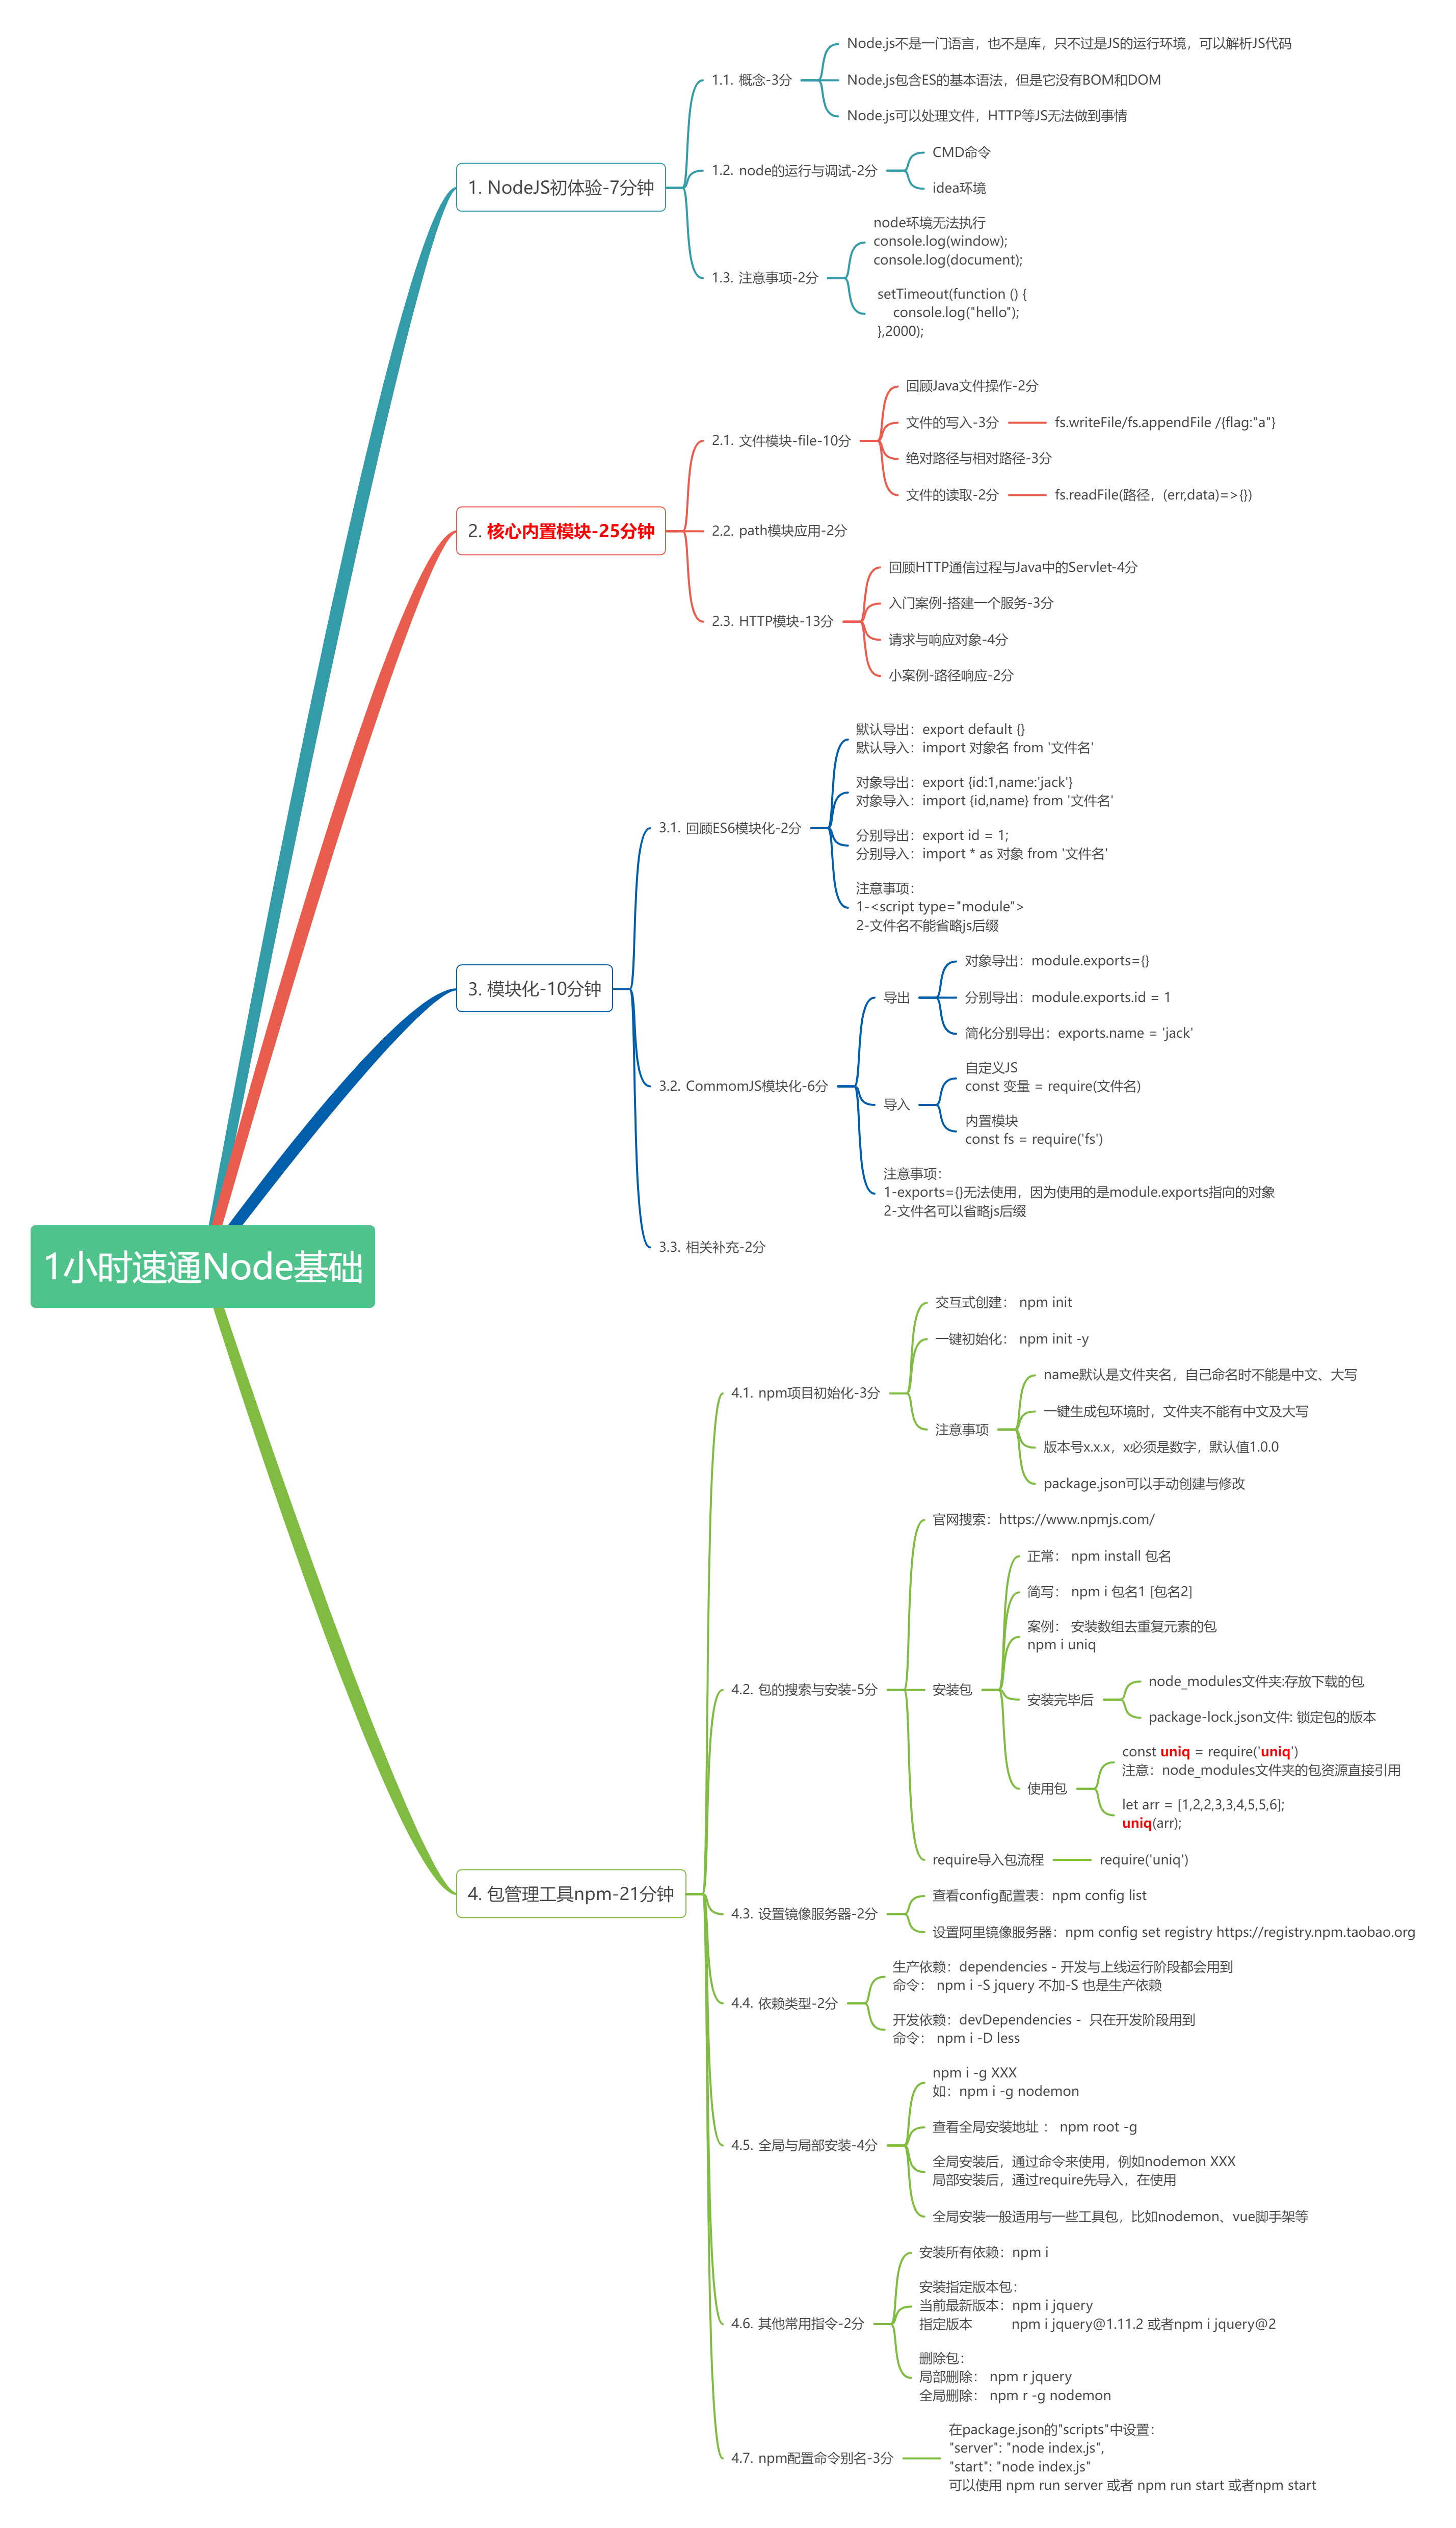 1小时速通Node基础
1. NodeJS初体验-7分钟
1.1. 概念-3分
Node.js不是一门语言，也不是库，只不过是JS的运行环境，可以解析JS代码
Node.js包含ES的基本语法，但是它没有BOM和DOM
Node.js可以处理文件，HTTP等JS无法做到事情
1.2. node的运行与调试-2分
CMD命令
idea环境
1.3. 注意事项-2分
node环境无法执行
console.log(window);
console.log(document);
setTimeout(function () {
console.log("hello");
},2000);
2. 核心内置模块-25分钟
2.1. 文件模块-file-10分
回顾Java文件操作-2分
文件的写入-3分
fs.writeFile/fs.appendFile /{flag:"a"}
绝对路径与相对路径-3分
文件的读取-2分
fs.readFile(路径，(err,data)=>{})
2.2. path模块应用-2分
2.3. HTTP模块-13分
回顾HTTP通信过程与Java中的Servlet-4分
入门案例-搭建一个服务-3分
请求与响应对象-4分
小案例-路径响应-2分
3. 模块化-10分钟
3.1. 回顾ES6模块化-2分
默认导出：export default {}
默认导入：import 对象名 from '文件名'
对象导出：export {id:1,name:'jack'}
对象导入：import {id,name} from '文件名'
分别导出：export id = 1;
分别导入：import * as 对象 from '文件名'
注意事项：
1-<script type="module">
2-文件名不能省略js后缀
3.2. CommomJS模块化-6分
导出
对象导出：module.exports={}
分别导出：module.exports.id = 1
简化分别导出：exports.name = 'jack'
导入
自定义JS
const 变量 = require(文件名)
内置模块
const fs = require('fs')
注意事项：
1-exports={}无法使用，因为使用的是module.exports指向的对象
2-文件名可以省略js后缀
3.3. 相关补充-2分
4. 包管理工具npm-21分钟
4.1. npm项目初始化-3分
交互式创建： npm init
一键初始化： npm init -y
注意事项
name默认是文件夹名，自己命名时不能是中文、大写
一键生成包环境时，文件夹不能有中文及大写
版本号x.x.x，x必须是数字，默认值1.0.0
package.json可以手动创建与修改
4.2. 包的搜索与安装-5分
官网搜索：https://www.npmjs.com/
安装包
正常： npm install 包名
简写： npm i 包名1 [包名2]
案例： 安装数组去重复元素的包
npm i uniq
安装完毕后
node_modules文件夹:存放下载的包
package-lock.json文件: 锁定包的版本
使用包
const uniq = require('uniq')
注意：node_modules文件夹的包资源直接引用
let arr = [1,2,2,3,3,4,5,5,6];
uniq(arr);
require导入包流程
require('uniq')
4.3. 设置镜像服务器-2分
查看config配置表：npm config list
设置阿里镜像服务器：npm config set registry https://registry.npm.taobao.org
4.4. 依赖类型-2分
生产依赖：dependencies - 开发与上线运行阶段都会用到
命令： npm i -S jquery 不加-S 也是生产依赖
开发依赖：devDependencies - 只在开发阶段用到
命令： npm i -D less
4.5. 全局与局部安装-4分
npm i -g XXX
如：npm i -g nodemon
查看全局安装地址 ： npm root -g
全局安装后，通过命令来使用，例如nodemon XXX
局部安装后，通过require先导入，在使用
全局安装一般适用与一些工具包，比如nodemon、vue脚手架等
4.6. 其他常用指令-2分
安装所有依赖：npm i
安装指定版本包：
当前最新版本：npm i jquery
指定版本 npm i jquery@1.11.2 或者npm i jquery@2
删除包：
局部删除： npm r jquery
全局删除： npm r -g nodemon
4.7. npm配置命令别名-3分
在package.json的"scripts"中设置：
"server": "node index.js",
"start": "node index.js"
可以使用 npm run server 或者 npm run start 或者npm start